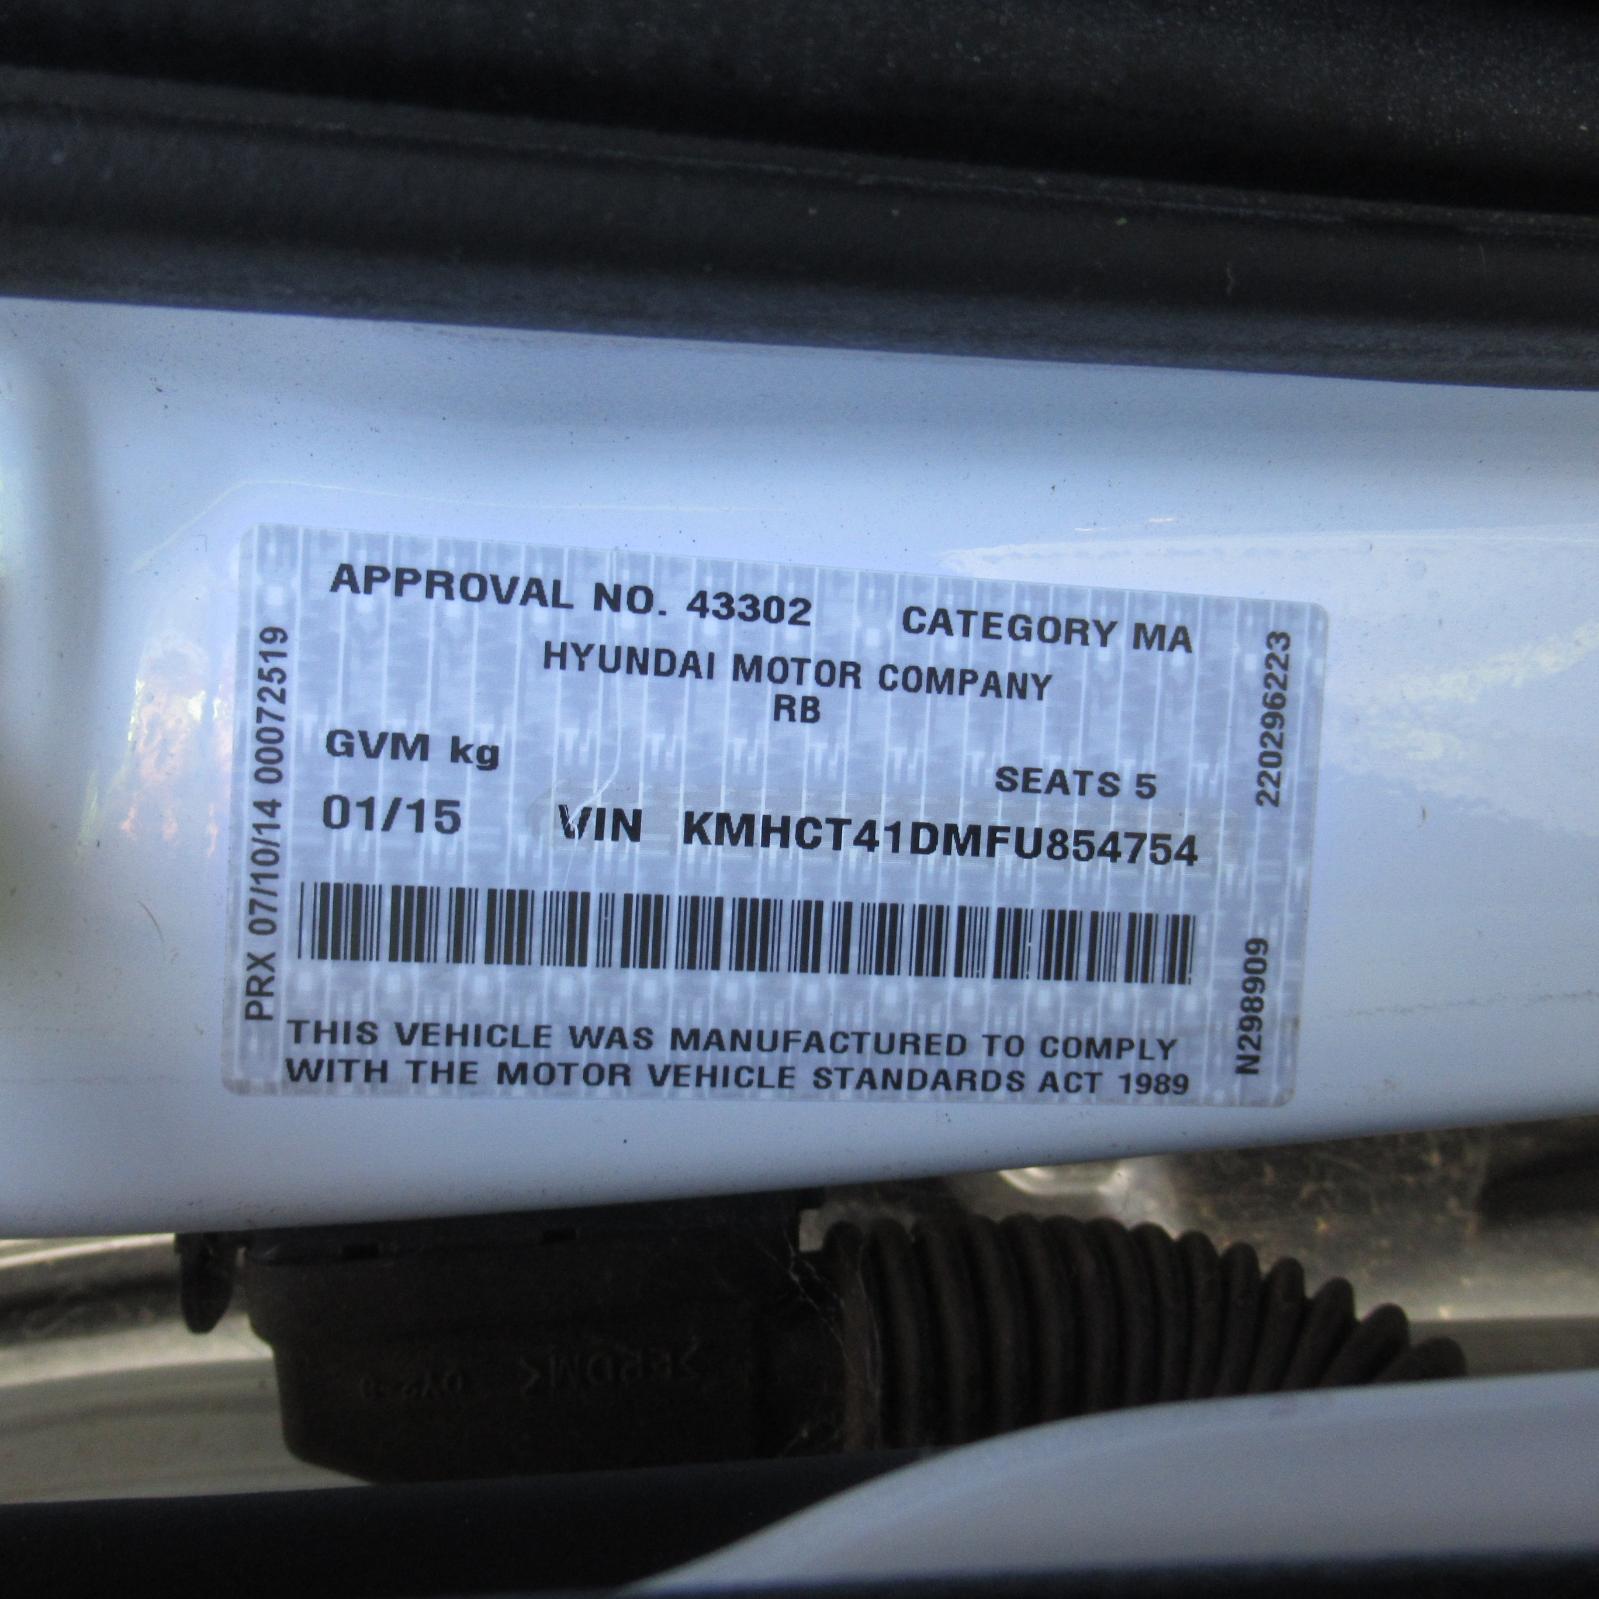 APPROVAL NO. 43302 CATEGORY MA
HYUNDAI MOTOR COMPANY
RB
GVM kg SEATS 5
01/15 VIN KMHCT41DMFU854754
THIS VEHICLE WAS MANUFACTURED TO COMPLY
WITH THE MOTOR VEHICLE STANDARDS ACT 1989
PRX 07/10/14 00072519
220296223
N298909